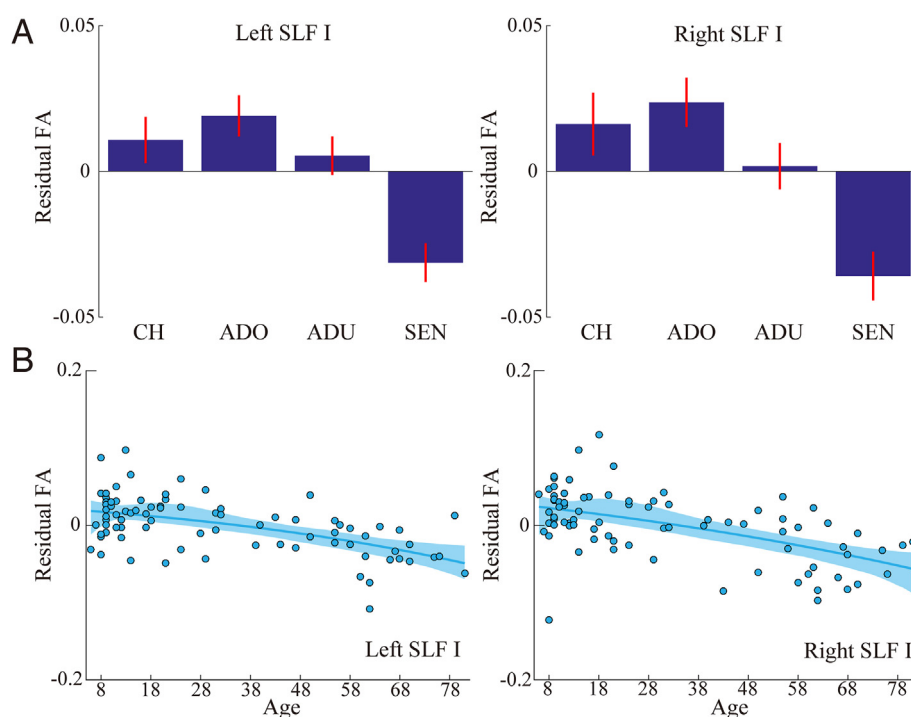 A
Left SLF I
Right SLF I
0.05
0
-0.05
Residual FA
CH ADO ADU SEN
0.05
0
-0.05
Residual FA
CH ADO ADU SEN
B
0.2
0
-0.2
Residual FA
Left SLF I
8 18 28 38 48 58 68 78
Age
0.2
0
-0.2
Residual FA
Right SLF I
8 18 28 38 48 58 68 78
Age